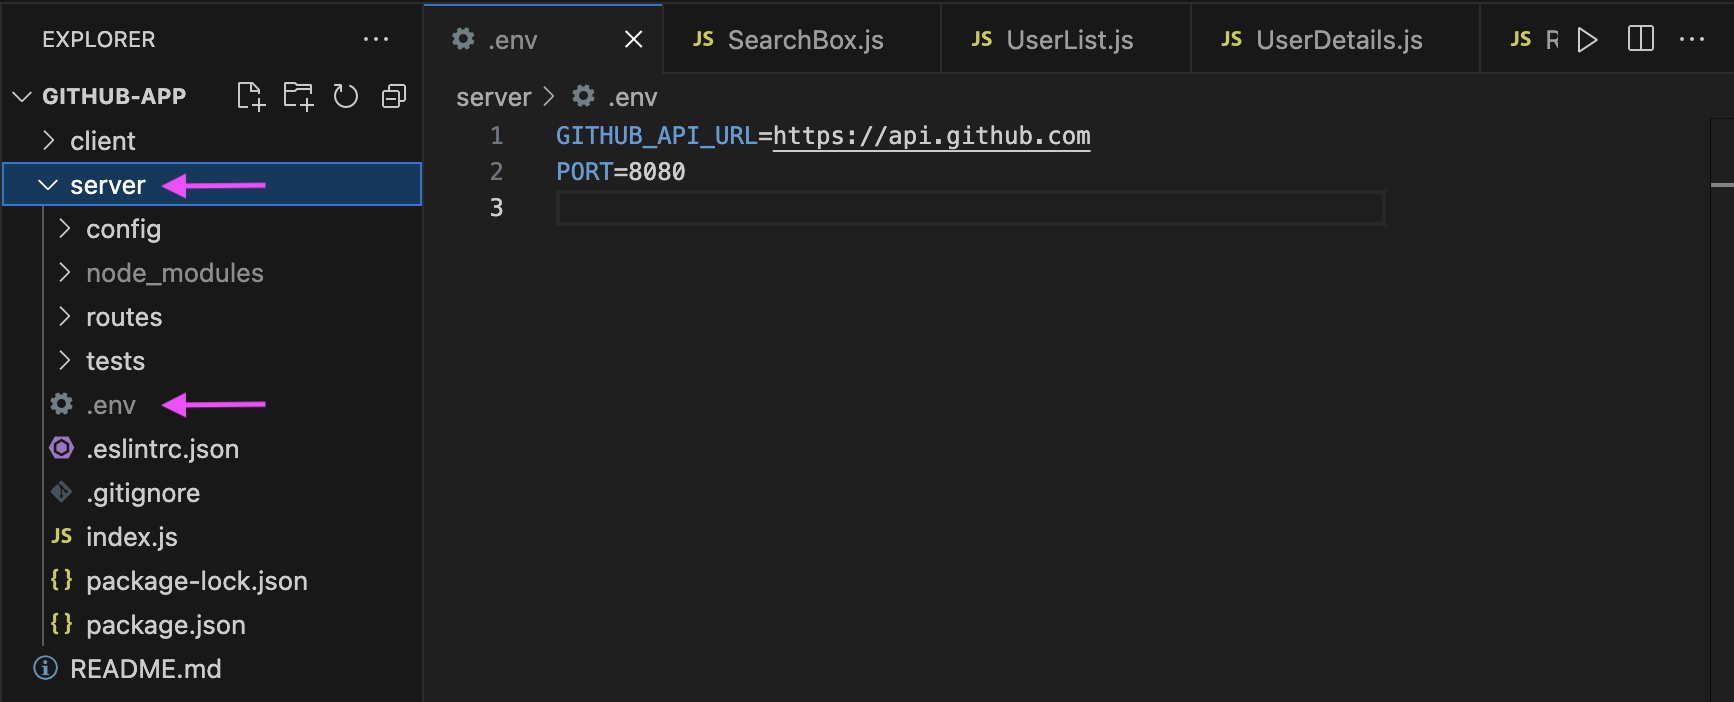 EXPLORER
GITHUB-APP
client
server
config
node_modules
routes
tests
.env
.eslintrc.json
.gitignore
JS index.js
{} package-lock.json
{} package.json
README.md
.env
JS SearchBox.js
JS UserList.js
JS UserDetails.js
JS R
server > .env
1 GITHUB_API_URL=https://api.github.com
2 PORT=8080
3